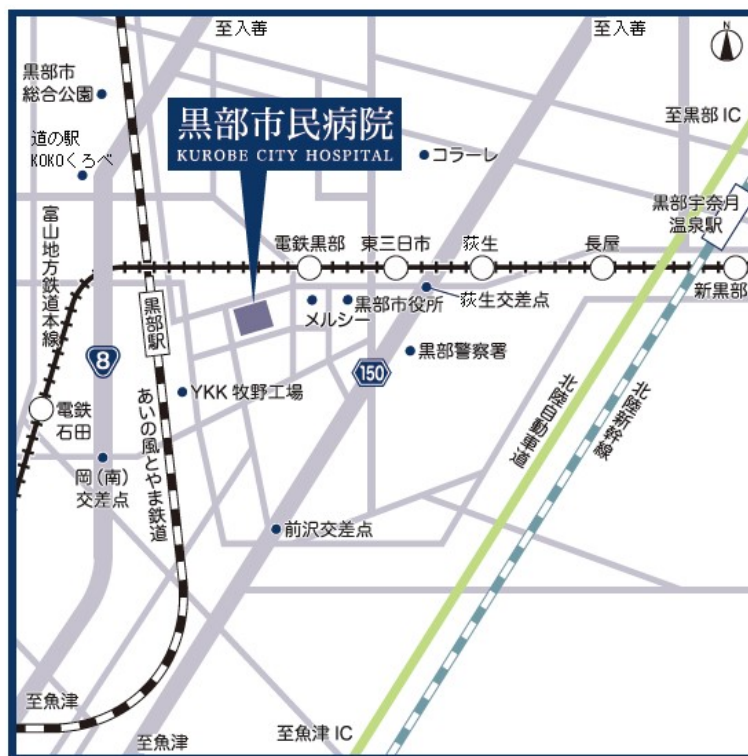 至入善
至入善
N
黒部市
総合公園
至黒部 IC
黒部市民病院
KUROBE CITY HOSPITAL
道の駅
KOKOくろべ
コラーレ
黒部宇奈月
温泉駅
富山地方鉄道本線
電鉄黒部
東三日市
荻生
長屋
新黒部
黒部駅
メルシー
黒部市役所
荻生交差点
8
150
黒部警察署
YKK 牧野工場
電鉄
石田
あいの風とやま鉄道
北陸自動車道
北陸新幹線
岡(南)
交差点
前沢交差点
至魚津
至魚津
至魚津 IC